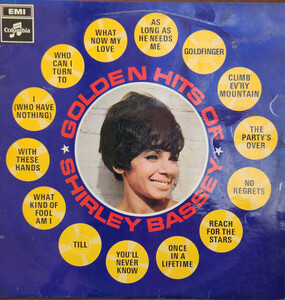 EMI
Columbia
AS
LONG AS
HE NEEDS
ME
WHAT
NOW MY
LOVE
GOLDFINGER
WHO
CAN I
TURN
TO
CLIMB
EV'RY
MOUNTAIN
I
(WHO HAVE
NOTHING)
THE
PARTY'S
OVER
WITH
THESE
HANDS
NO
REGRETS
WHAT
KIND OF
FOOL
AM I
REACH
FOR THE
STARS
TILL
YOU'LL
NEVER
KNOW
ONCE
IN A
LIFETIME
GOLDEN HITS OF
SHIRLEY BASSEY